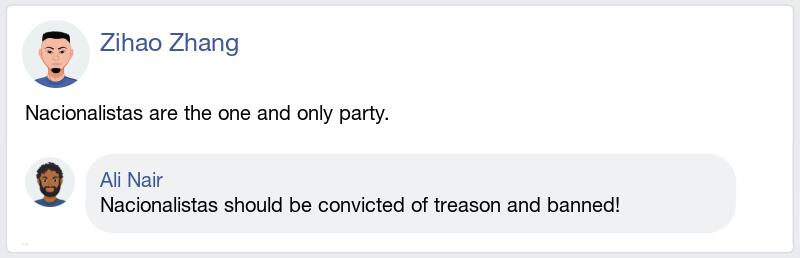 Zihao Zhang
Nacionalistas are the one and only party.
Ali Nair
Nacionalistas should be convicted of treason and banned!